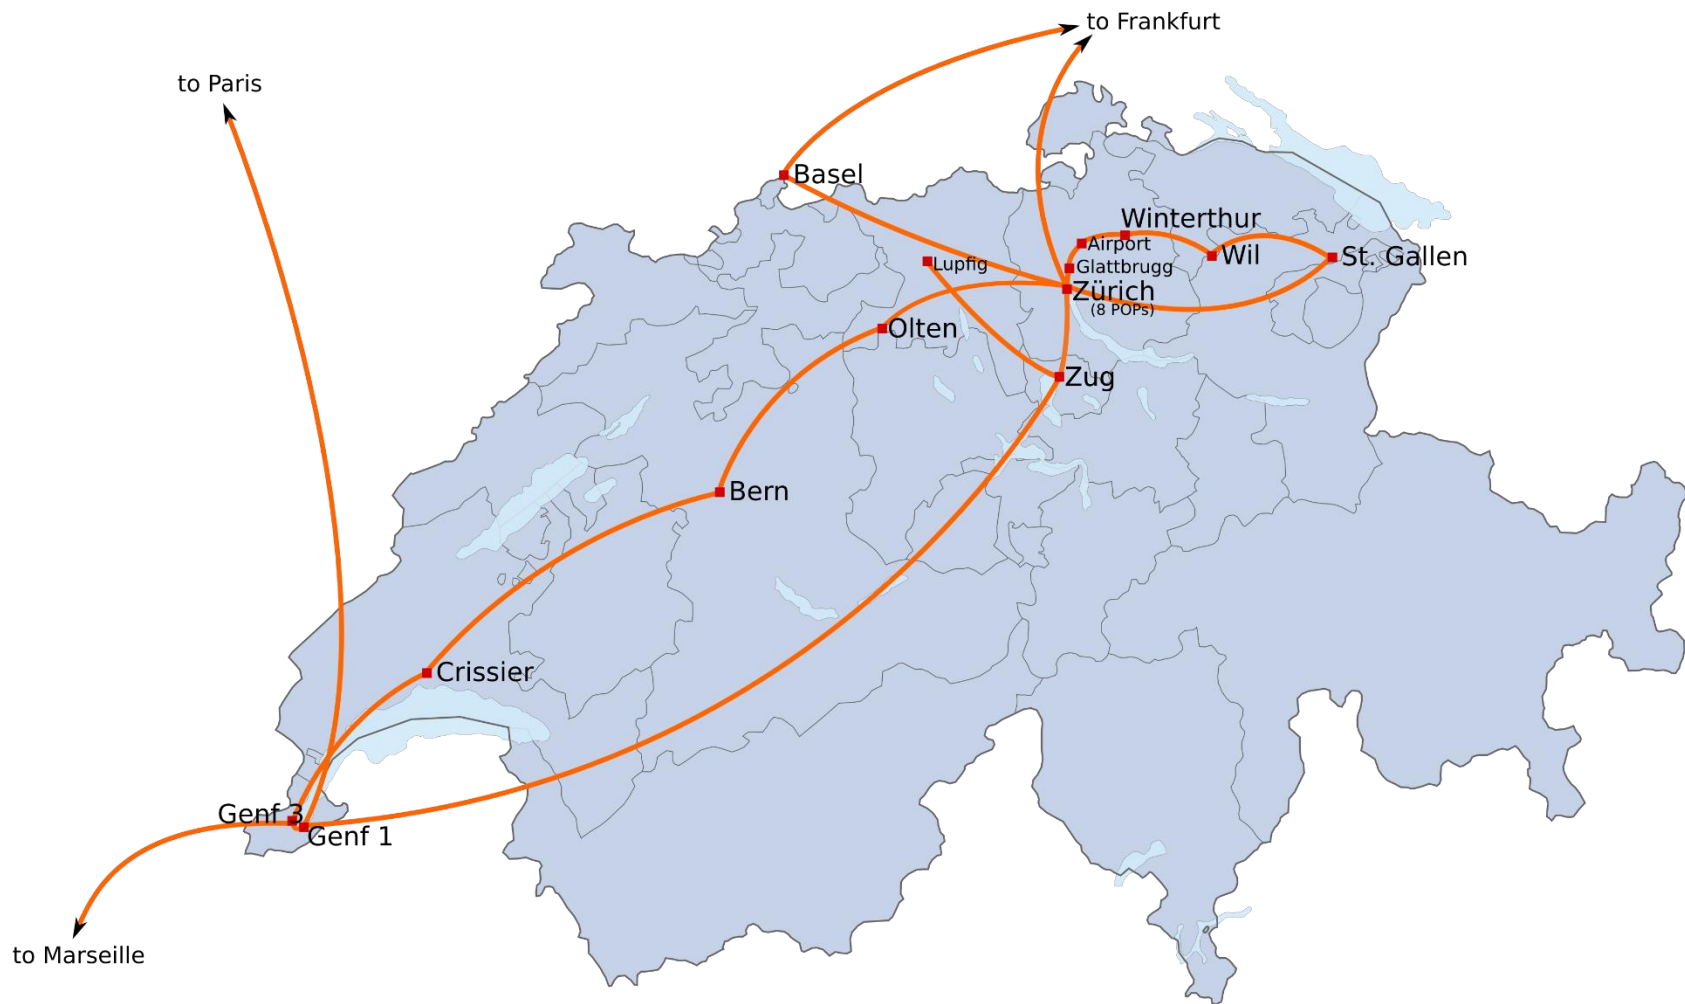 to Frankfurt
to Paris
Basel
Winterthur
Airport
Wil
St. Gallen
Lupfig
Glattbrugg
Zürich
(8 POPs)
Olten
Zug
Bern
Crissier
Genf 3
Genf 1
to Marseille